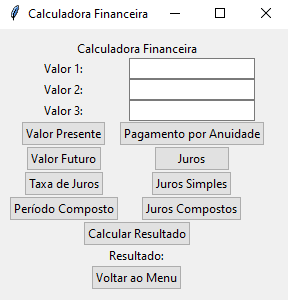 Calculadora Financeira
Calculadora Financeira
Valor 1:
Valor 2:
Valor 3:
Valor Presente Pagamento por Anuidade
Valor Futuro Juros
Taxa de Juros Juros Simples
Período Composto Juros Compostos
Calcular Resultado
Resultado:
Voltar ao Menu